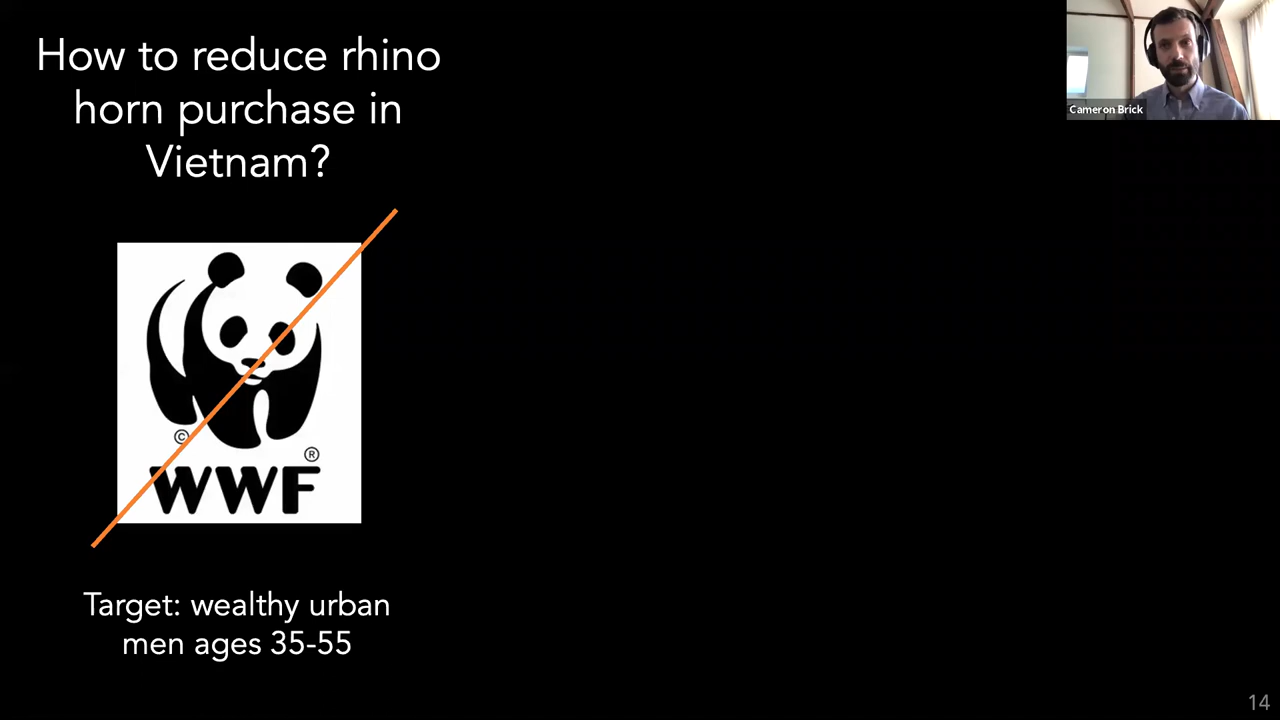 How to reduce rhino
horn purchase in
Vietnam?
Cameron Brick
©
®
WWF
Target: wealthy urban
men ages 35-55
14